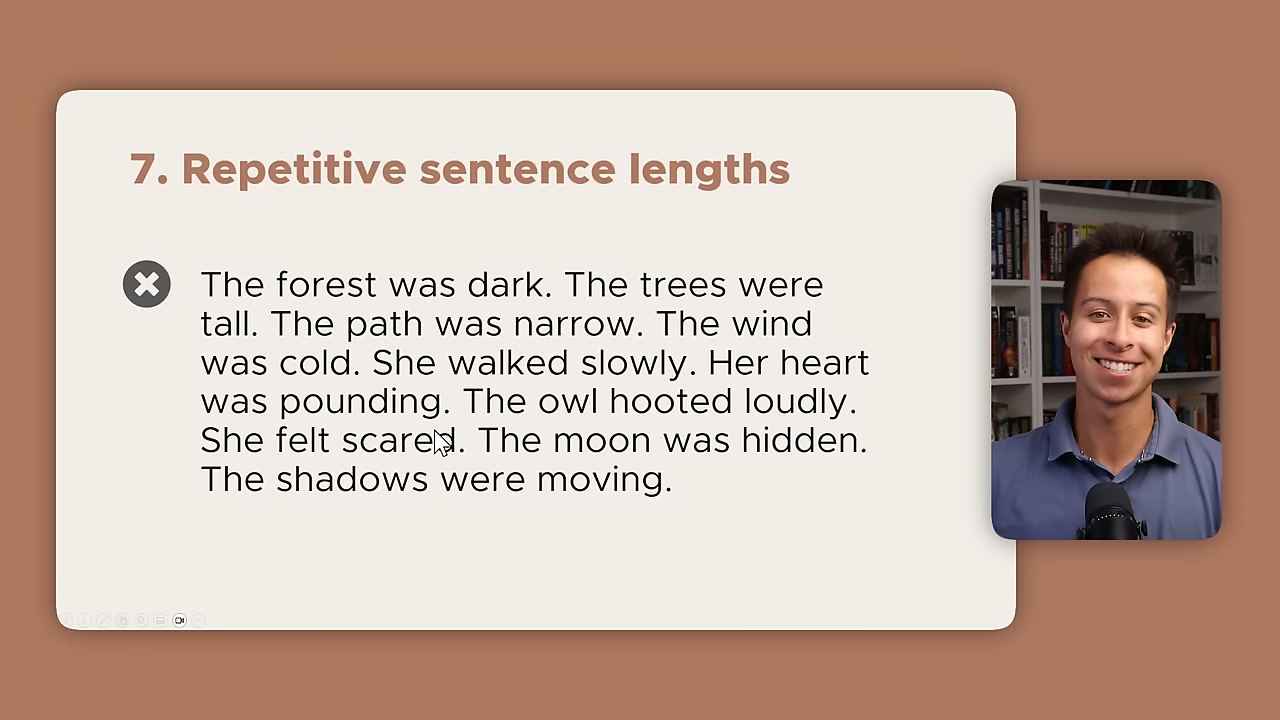 7. Repetitive sentence lengths
The forest was dark. The trees were
tall. The path was narrow. The wind
was cold. She walked slowly. Her heart
was pounding. The owl hooted loudly.
She felt scared. The moon was hidden.
The shadows were moving.